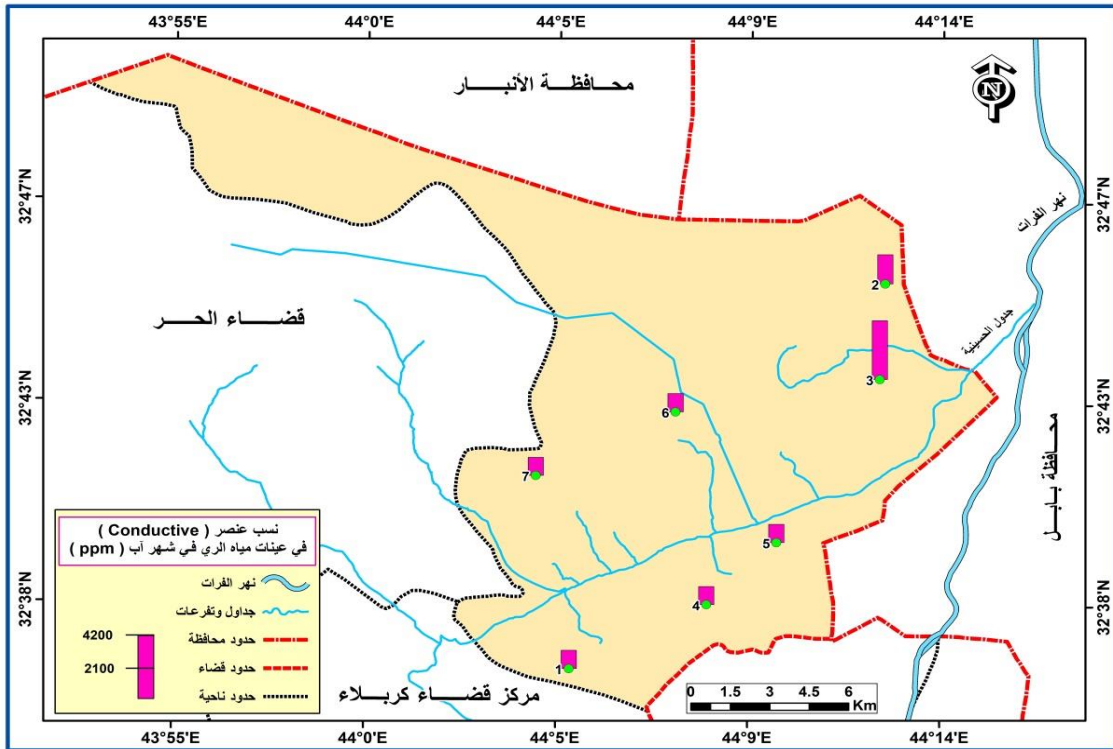 43°55'E 44°0'E 44°5'E 44°9'E 44°14'E
محافظة الأنبار
N
32°47'N
32°47'N
نهر الفرات
2
قضاء الحر
جدول الحسينية
3
32°43'N
6
32°43'N
7
محافظة بابل
نسب عنصر ( Conductive )
في عينات مياه الري في شهر آب ( ppm )
5
نهر الفرات
32°38'N
جداول وتفرعات
4
32°38'N
4200
حدود محافظة
2100
حدود قضاء
1
حدود ناحية
مركز قضاء كربلاء
0 1.5 3 4.5 6
Km
43°55'E 44°0'E 44°5'E 44°9'E 44°14'E